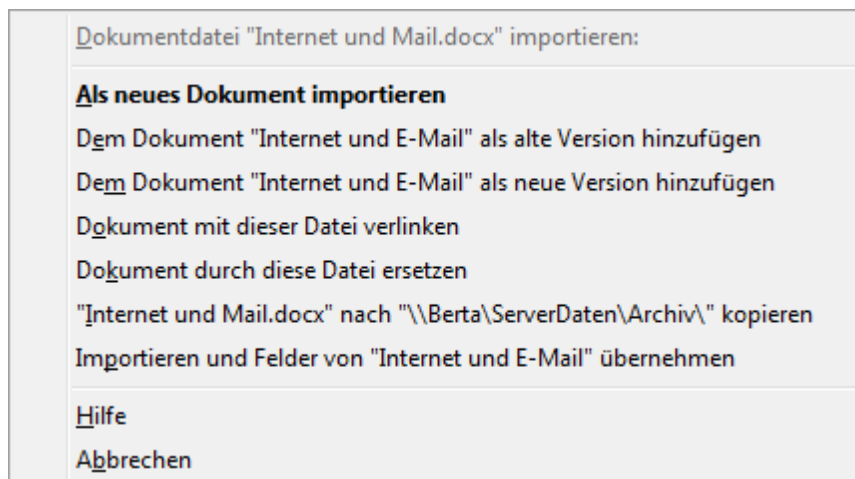 Dokumentdatei "Internet und Mail.docx" importieren:
Als neues Dokument importieren
Dem Dokument "Internet und E-Mail" als alte Version hinzufügen
Dem Dokument "Internet und E-Mail" als neue Version hinzufügen
Dokument mit dieser Datei verlinken
Dokument durch diese Datei ersetzen
"Internet und Mail.docx" nach "\\Berta\ServerDaten\Archiv\" kopieren
Importieren und Felder von "Internet und E-Mail" übernehmen
Hilfe
Abbrechen